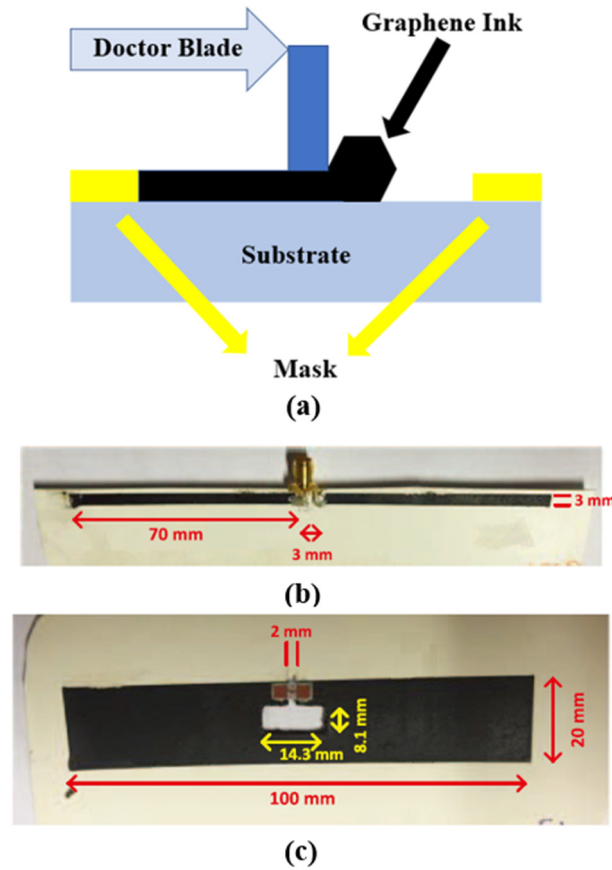 Graphene Ink
Doctor Blade
Substrate
Mask
(a)
3 mm
70 mm
3 mm
(b)
2 mm
8.1 mm
20 mm
14.3 mm
100 mm
(c)